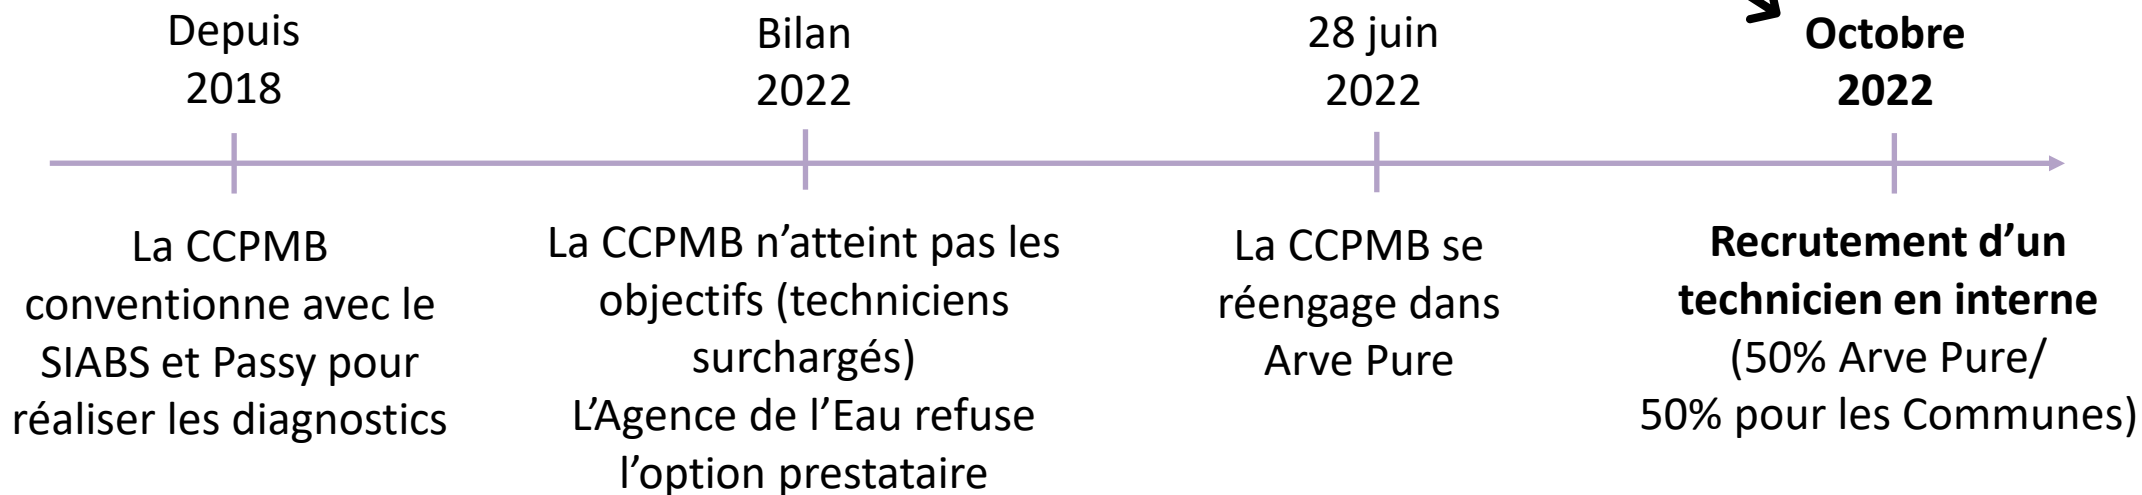 Depuis
2018
Bilan
2022
28 juin
2022
Octobre
2022
La CCPMB
conventionne avec le
SIABS et Passy pour
réaliser les diagnostics
La CCPMB n’atteint pas les
objectifs (techniciens
surchargés)
L’Agence de l’Eau refuse
l’option prestataire
La CCPMB se
réengage dans
Arve Pure
Recrutement d’un
technicien en interne
(50% Arve Pure/
50% pour les Communes)